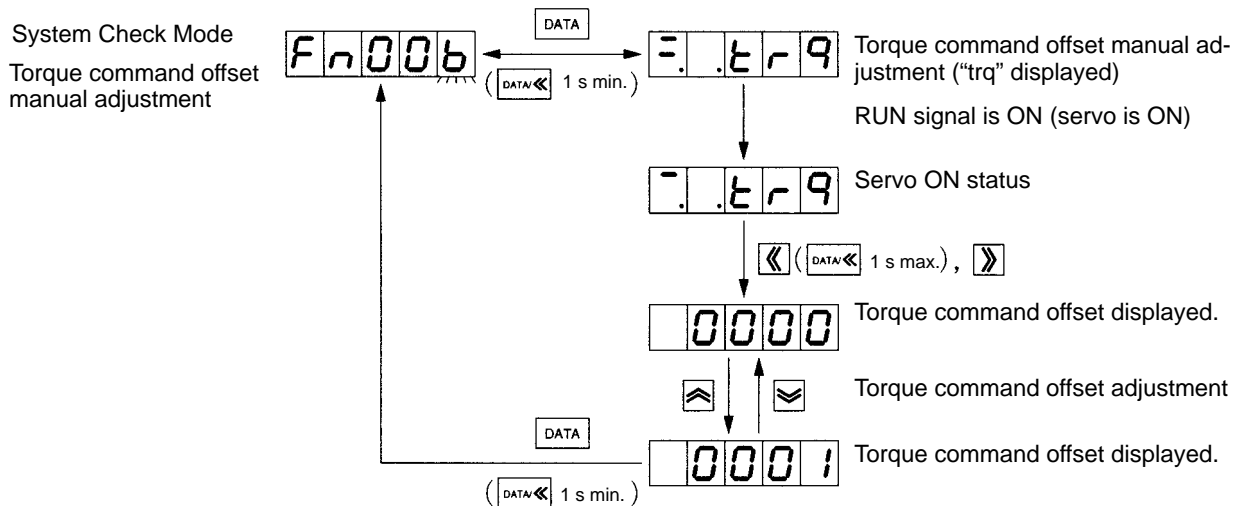 DATA
System Check Mode
Fn00b
(DATA/≪ 1 s min.)
trq
Torque command offset
manual adjustment
Torque command offset manual ad-
justment (“trq” displayed)
RUN signal is ON (servo is ON)
trq
Servo ON status
≪ (DATA/≪ 1 s max.), ≫
0000
Torque command offset displayed.
Torque command offset adjustment
DATA
(DATA/≪ 1 s min.)
0001
Torque command offset displayed.